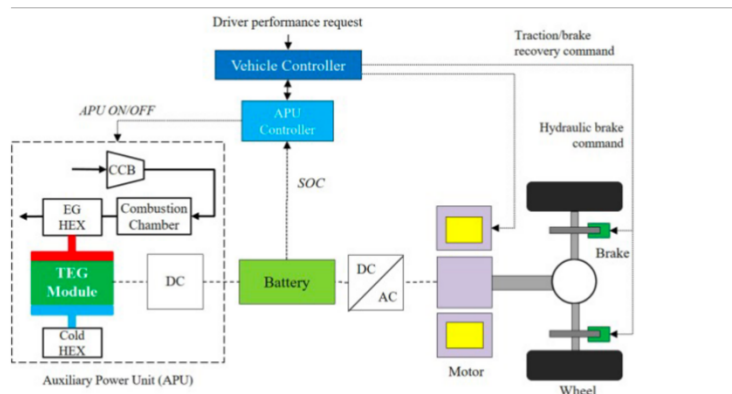 Driver performance request
Traction/brake
recovery command
Vehicle Controller
APU ON/OFF
APU
Controller
Hydraulic brake
command
CCB
SOC
EG
HEX
Combustion
Chamber
Brake
TEG
Module
DC
Battery
DC
AC
Cold
HEX
Motor
Auxiliary Power Unit (APU)
Wheel